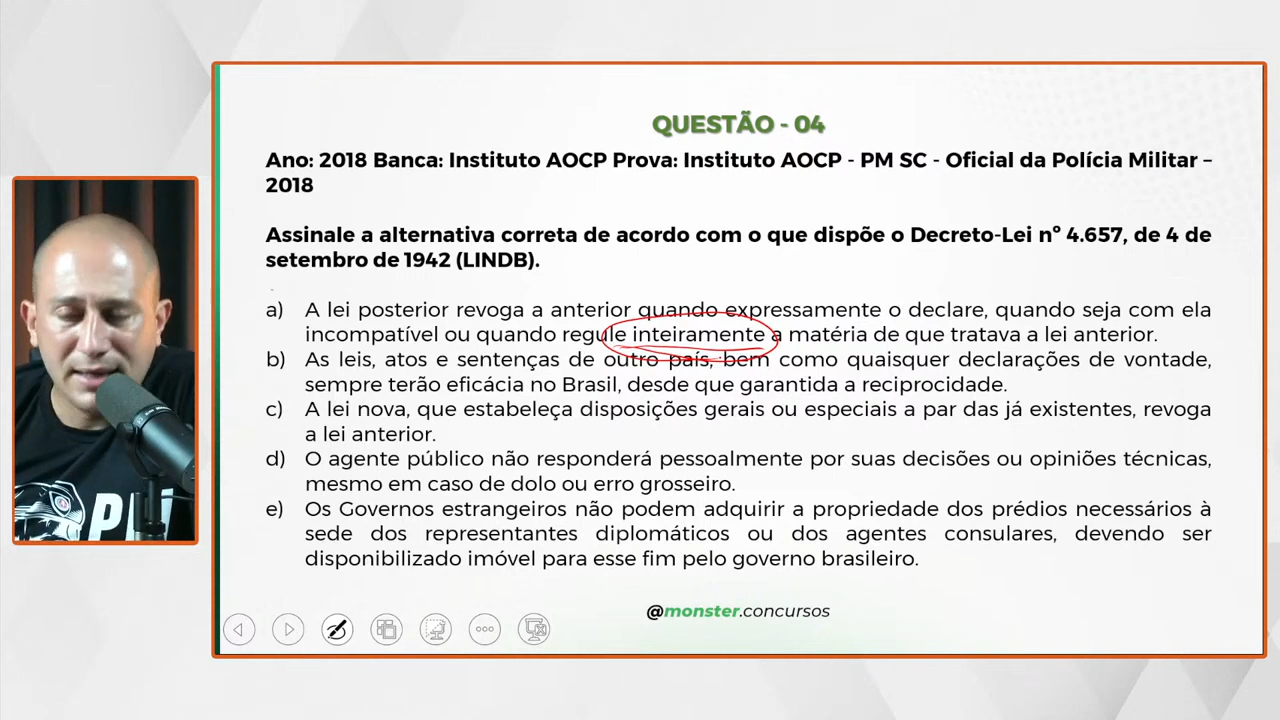 QUESTÃO - 04
Ano: 2018 Banca: Instituto AOCP Prova: Instituto AOCP - PM SC - Oficial da Polícia Militar –
2018
Assinale a alternativa correta de acordo com o que dispõe o Decreto-Lei nº 4.657, de 4 de
setembro de 1942 (LINDB).
a) A lei posterior revoga a anterior quando expressamente o declare, quando seja com ela
incompatível ou quando regule inteiramente a matéria de que tratava a lei anterior.
b) As leis, atos e sentenças de outro país, bem como quaisquer declarações de vontade,
sempre terão eficácia no Brasil, desde que garantida a reciprocidade.
c) A lei nova, que estabeleça disposições gerais ou especiais a par das já existentes, revoga
a lei anterior.
d) O agente público não responderá pessoalmente por suas decisões ou opiniões técnicas,
mesmo em caso de dolo ou erro grosseiro.
e) Os Governos estrangeiros não podem adquirir a propriedade dos prédios necessários à
sede dos representantes diplomáticos ou dos agentes consulares, devendo ser
disponibilizado imóvel para esse fim pelo governo brasileiro.
@monster.concursos